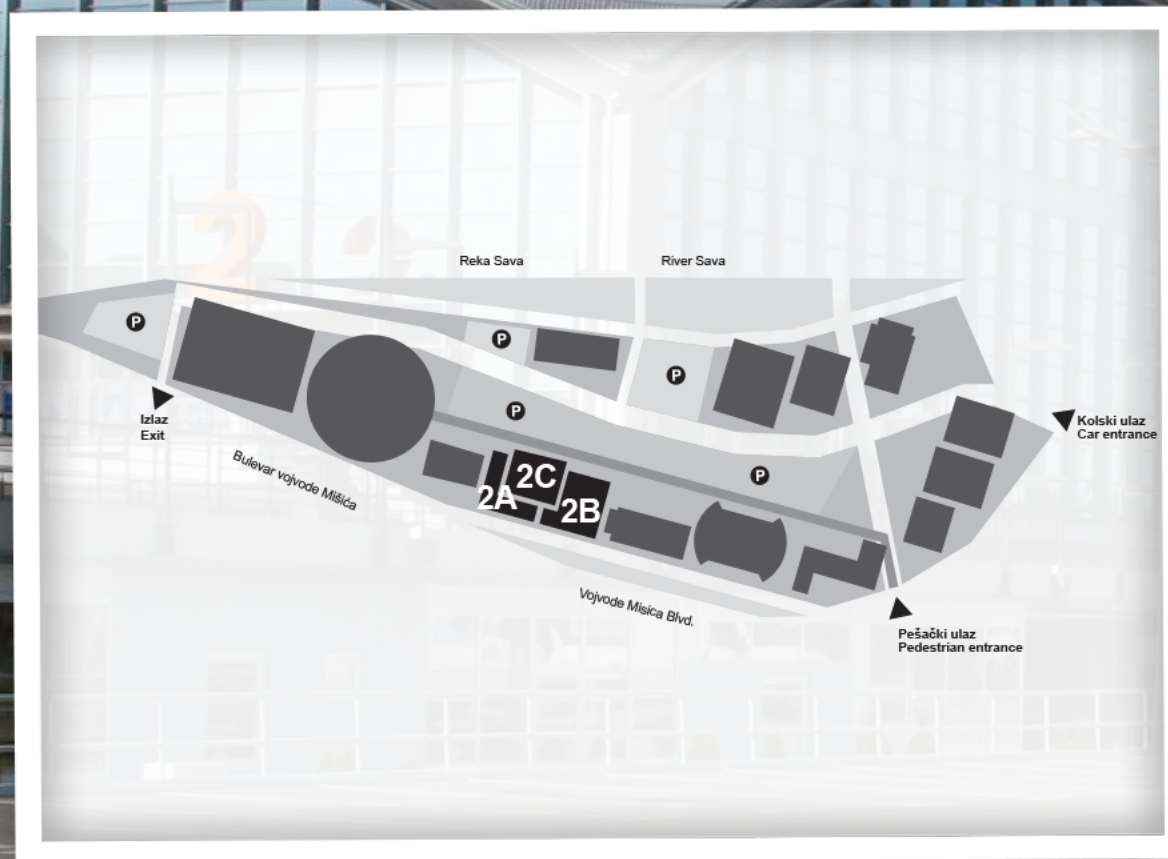 2
Reka Sava
River Sava
P
P
P
P
P
Izlaz
Exit
Kolski ulaz
Car entrance
Bulevar vojvode Mišića
2A
2C
2B
Vojvode Misica Blvd.
Pešački ulaz
Pedestrian entrance